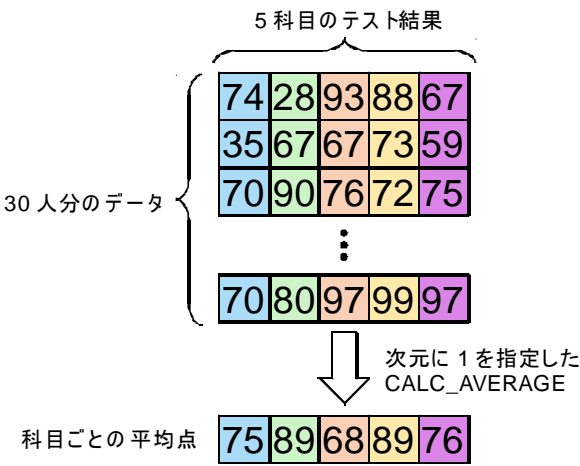 5 科目のテスト結果
74 28 93 88 67
35 67 67 73 59
30 人分のデータ
70 90 76 72 75
70 80 97 99 97
次元に 1 を指定した
CALC_AVERAGE
科目ごとの平均点
75 89 68 89 76